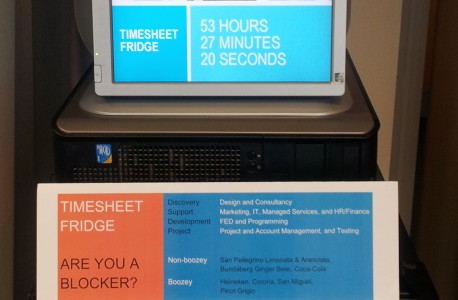 TIMESHEET
FRIDGE
53 HOURS
27 MINUTES
20 SECONDS
TIMESHEET
FRIDGE
ARE YOU A
BLOCKER?
Discovery Design and Consultancy
Support Marketing, IT, Managed Services, and HR/Finance
Development FED and Programming
Project Project and Account Management, and Testing
Non-boozey San Pellegrino Limonata & Aranciata,
Bundaberg Ginger Beer, Coca-Cola
Boozey Heineken, Corona, San Miguel,
Pinot Grigio